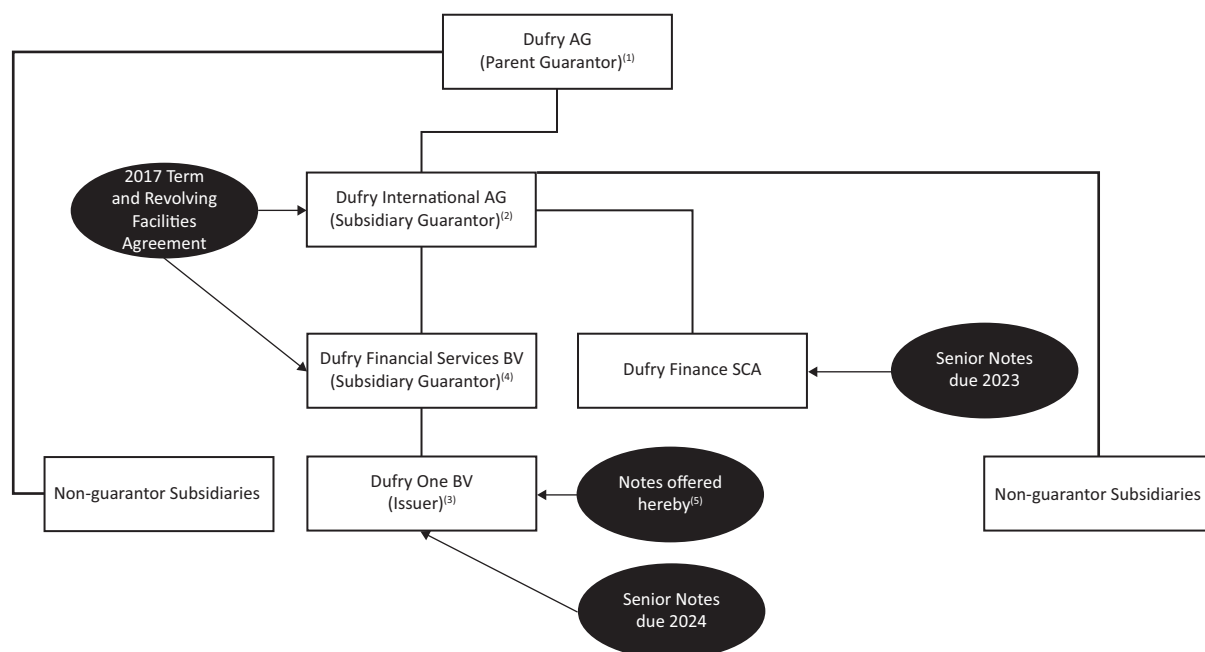 Dufry AG
(Parent Guarantor)(1)
2017 Term
and Revolving
Facilities
Agreement
Dufry International AG
(Subsidiary Guarantor)(2)
Dufry Financial Services BV
(Subsidiary Guarantor)(4)
Dufry Finance SCA
Senior Notes
due 2023
Non-guarantor Subsidiaries
Dufry One BV
(Issuer)(3)
Notes offered
hereby(5)
Non-guarantor Subsidiaries
Senior Notes
due 2024